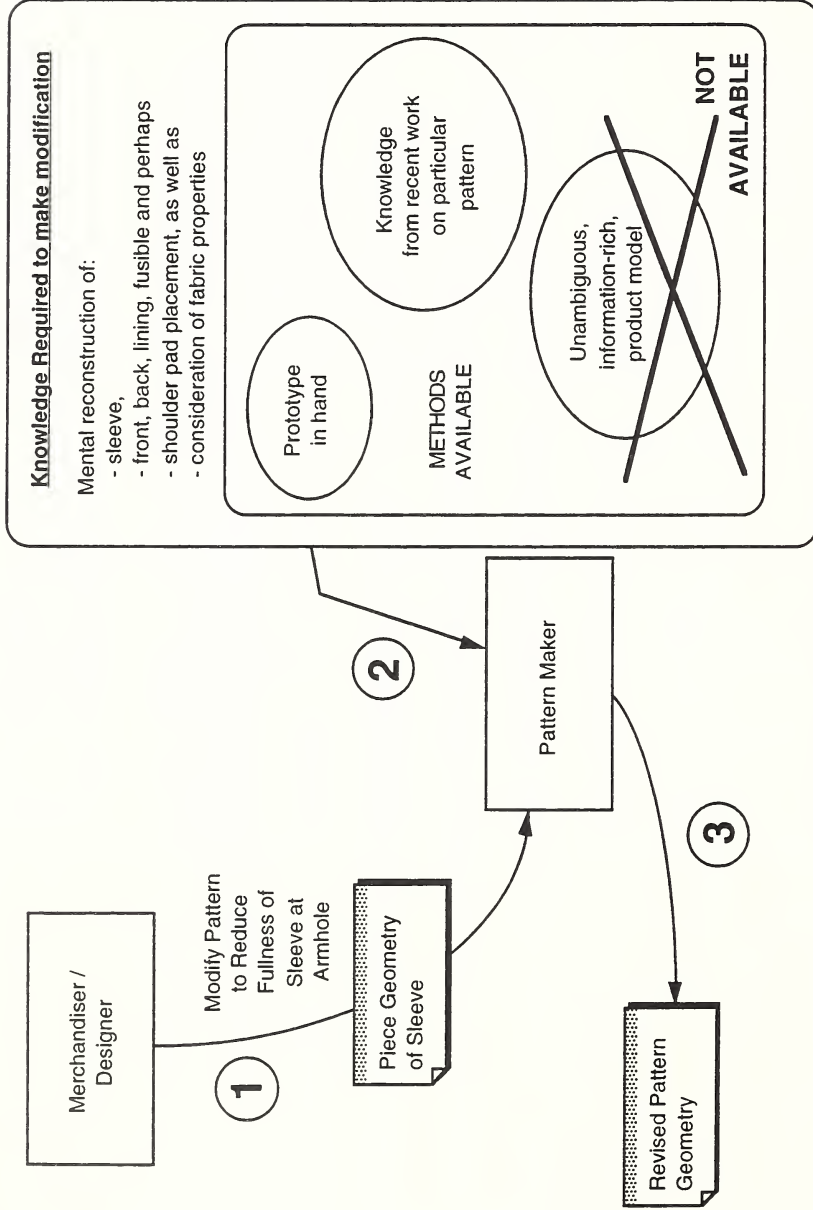 Merchandiser /
Designer
1
Modify Pattern
to Reduce
Fullness of
Sleeve at
Armhole
Piece Geometry
of Sleeve
Knowledge Required to make modification
Mental reconstruction of:
- sleeve,
- front, back, lining, fusible and perhaps
- shoulder pad placement, as well as
- consideration of fabric properties
Prototype
in hand
METHODS
AVAILABLE
Knowledge
from recent work
on particular
pattern
Unambiguous,
information-rich,
product model
NOT
AVAILABLE
2
Pattern Maker
3
Revised Pattern
Geometry